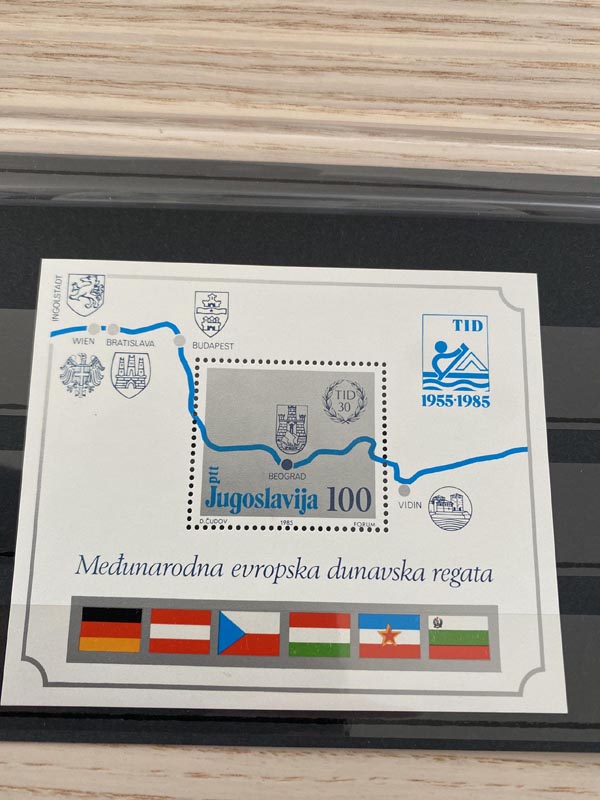 INGOLSTADT
WIEN
BRATISLAVA
BUDAPEST
TID
1955-1985
TID
30
BEOGRAD
ptt
Jugoslavija 100
VIDIN
D. ČUDOV 1985 FORUM
Međunarodna evropska dunavska regata